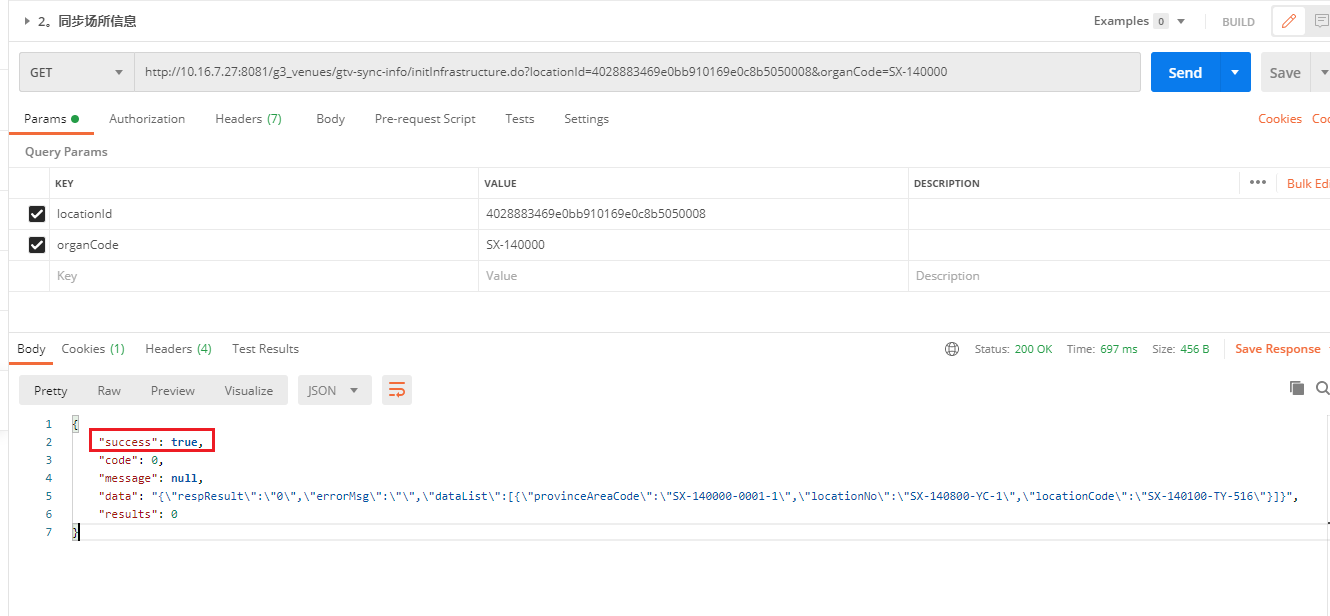 2。同步场所信息
Examples 0 BUILD
GET http://10.16.7.27:8081/g3_venues/gtv-sync-info/initInfrastructure.do?locationId=4028883469e0bb910169e0c8b5050008&organCode=SX-140000 Send Save
Params Authorization Headers (7) Body Pre-request Script Tests Settings Cookies
Query Params
KEY VALUE DESCRIPTION ••• Bulk
locationId 4028883469e0bb910169e0c8b5050008
organCode SX-140000
Key Value Description
Body Cookies (1) Headers (4) Test Results Status: 200 OK Time: 697 ms Size: 456 B Save Response
Pretty Raw Preview Visualize JSON
1 {
2 "success": true,
3 "code": 0,
4 "message": null,
5 "data": "{\"respResult\":\"0\",\"errorMsg\":\"\",\"dataList\":[{\"provinceAreaCode\":\"SX-140000-0001-1\",\"locationNo\":\"SX-140800-YC-1\",\"locationCode\":\"SX-140100-TY-516\"}]}",
6 "results": 0
7 }